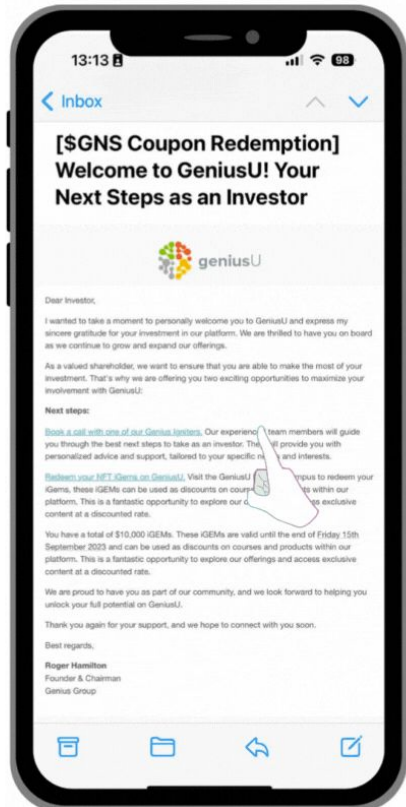 13:13
98
Inbox
[$GNS Coupon Redemption]
Welcome to GeniusU! Your
Next Steps as an Investor
geniusU
Dear Investor,
I wanted to take a moment to personally welcome you to GeniusU and express my
sincere gratitude for your investment in our platform. We are thrilled to have you on board
as we continue to grow and expand our offerings.
As a valued shareholder, we want to ensure that you are able to make the most of your
investment. That's why we are offering you two exciting opportunities to maximize your
involvement with GeniusU:
Next steps:
Book a call with one of our Genius Igniters. Our experience team members will guide
you through the best next steps to take as an investor. ill provide you with
personalized advice and support, tailored to your specific and interests.
Redeem your NFT iGems on GeniusU. Visit the GeniusU mpus to redeem your
iGems, these iGEMs can be used as discounts on cours ts within our
platform. This is a fantastic opportunity to explore our ss exclusive
content at a discounted rate.
You have a total of $10,000 iGEMs. These iGEMs are valid until the end of Friday 15th
September 2023 and can be used as discounts on courses and products within our
platform. This is a fantastic opportunity to explore our offerings and access exclusive
content at a discounted rate.
We are proud to have you as part of our community, and we look forward to helping you
unlock your full potential on GeniusU.
Thank you again for your support, and we hope to connect with you soon.
Best regards,
Roger Hamilton
Founder & Chairman
Genius Group